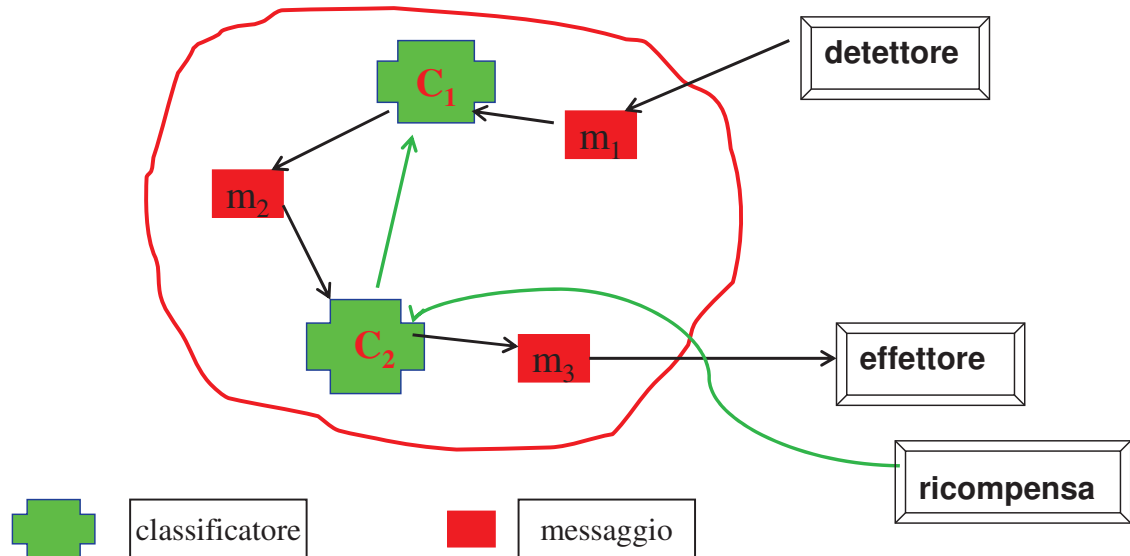 detettore
C₁
m₁
m₂
C₂
m₃
effettore
ricompensa
classificatore
messaggio